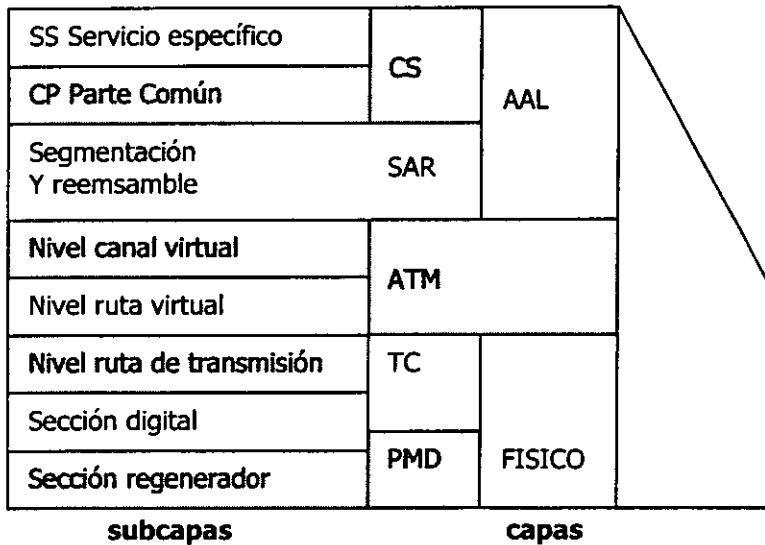 SS Servicio específico
CS
CP Parte Común
AAL
Segmentación
Y reemsamble
SAR
Nivel canal virtual
ATM
Nivel ruta virtual
Nivel ruta de transmisión
TC
Sección digital
PMD
FISICO
Sección regenerador
subcapas
capas